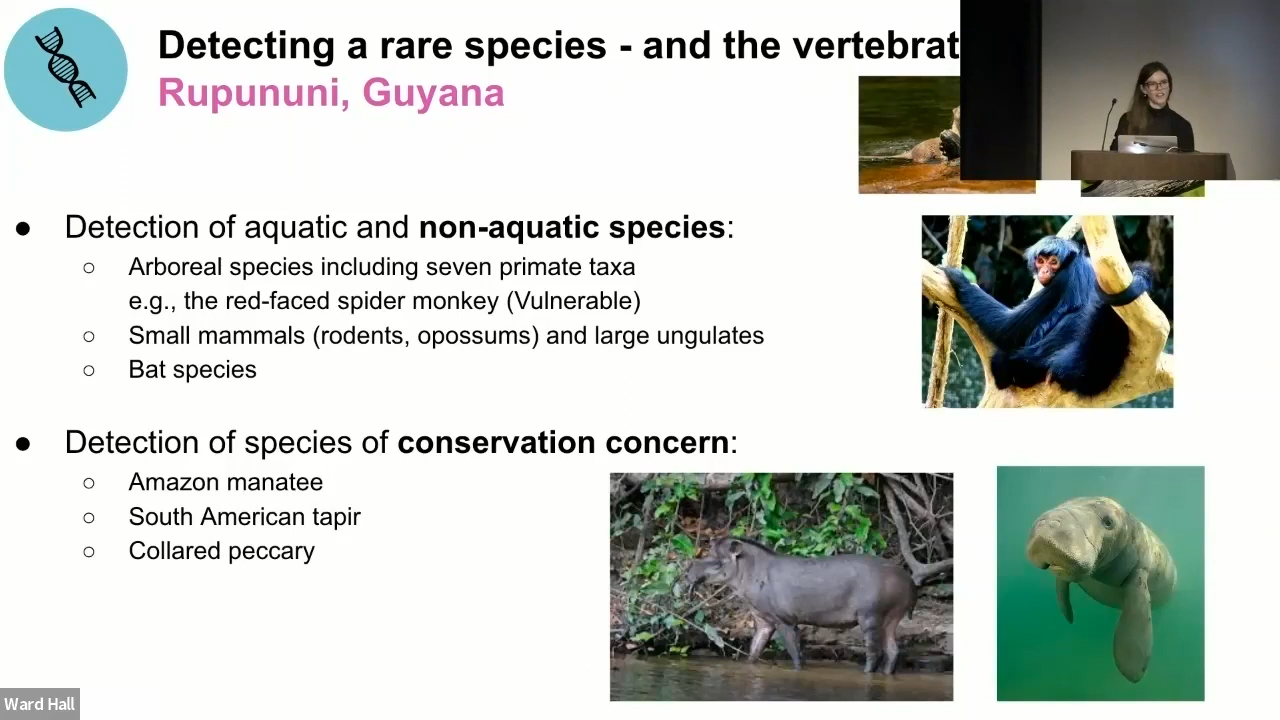 Detecting a rare species - and the vertebrat
Rupununi, Guyana
● Detection of aquatic and non-aquatic species:
○ Arboreal species including seven primate taxa
e.g., the red-faced spider monkey (Vulnerable)
○ Small mammals (rodents, opossums) and large ungulates
○ Bat species
● Detection of species of conservation concern:
○ Amazon manatee
○ South American tapir
○ Collared peccary
Ward Hall